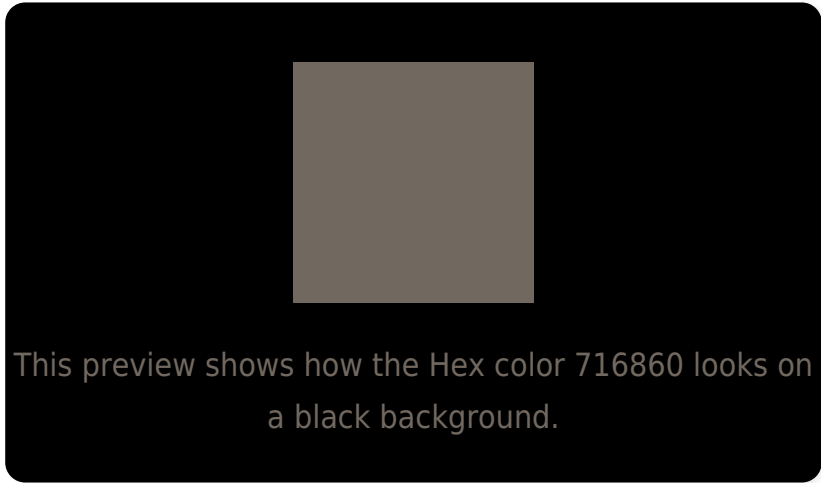 This preview shows how the Hex color 716860 looks on
a black background.